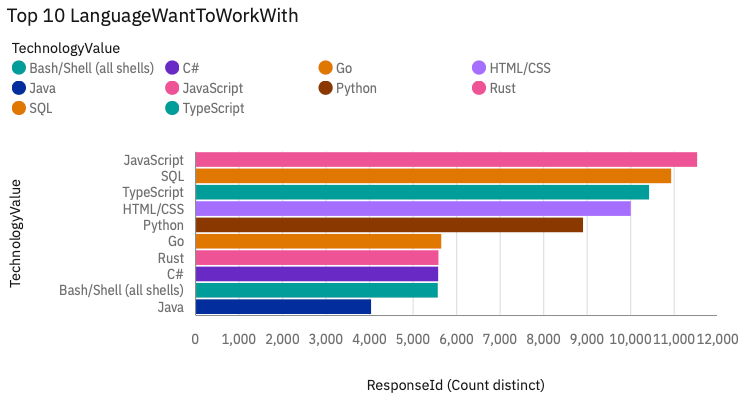 Top 10 LanguageWantToWorkWith
TechnologyValue
Bash/Shell (all shells) C# Go HTML/CSS
Java JavaScript Python Rust
SQL TypeScript
TechnologyValue
JavaScript
SQL
TypeScript
HTML/CSS
Python
Go
Rust
C#
Bash/Shell (all shells)
Java
0 1,000 2,000 3,000 4,000 5,000 6,000 7,000 8,000 9,000 10,000 11,000 12,000
ResponseId (Count distinct)